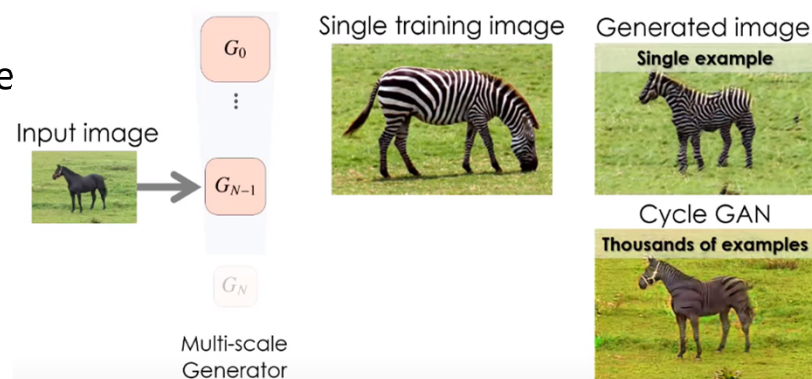 e
Input image
G0
⋮
GN−1
GN
Multi-scale
Generator
Single training image
Generated image
Single example
Cycle GAN
Thousands of examples